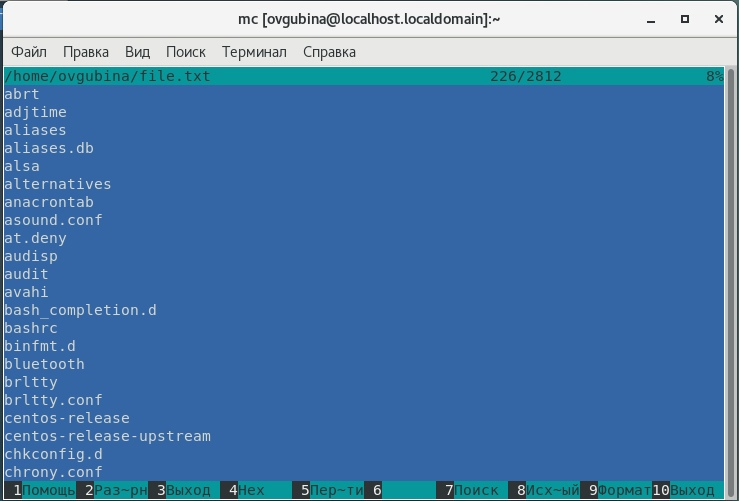 mc [ovgubina@localhost.localdomain]:~
Файл Правка Вид Поиск Терминал Справка
/home/ovgubina/file.txt 226/2812 8%
abrt
adjtime
aliases
aliases.db
alsa
alternatives
anacrontab
asound.conf
at.deny
audisp
audit
avahi
bash_completion.d
bashrc
binfmt.d
bluetooth
brltty
brltty.conf
centos-release
centos-release-upstream
chkconfig.d
chrony.conf
1Помощь 2Раз~рн 3Выход 4Hex 5Пер~ти 6 7Поиск 8Исх~ый 9Формат 10Выход